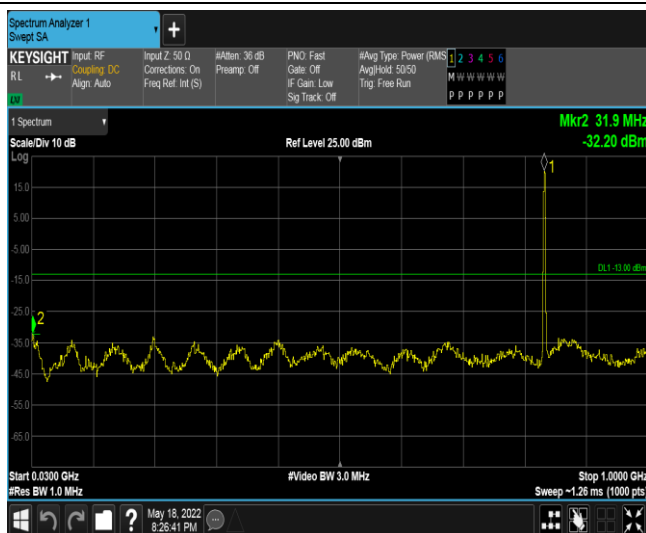 Spectrum Analyzer 1
Swept SA
+
KEYSIGHT
RL
Input: RF
Coupling: DC
Align: Auto
Input Z: 50 Ω
Corrections: On
Freq Ref: Int (S)
#Atten: 36 dB
Preamp: Off
PNO: Fast
Gate: Off
IF Gain: Low
Sig Track: Off
#Avg Type: Power (RMS
Avg|Hold: 50/50
Trig: Free Run
1 2 3 4 5 6
M W W W W W
P P P P P P
1 Spectrum
Mkr2 31.9 MHz
Scale/Div 10 dB
Ref Level 25.00 dBm
-32.20 dBm
Log
1
15.0
5.00
-5.00
DL1 -13.00 dBm
-15.0
-25.0
2
-35.0
-45.0
-55.0
-65.0
Start 0.0300 GHz
#Video BW 3.0 MHz
Stop 1.0000 GHz
#Res BW 1.0 MHz
Sweep ~1.26 ms (1000 pts)
?
May 18, 2022
8:26:41 PM